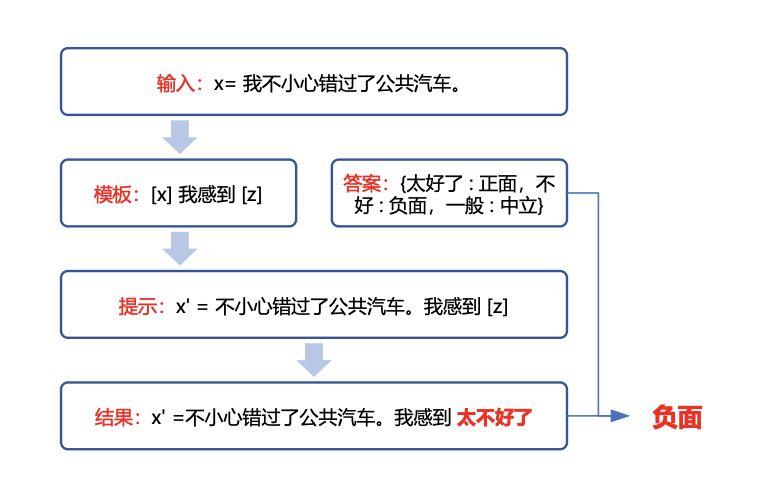 输入：x= 我不小心错过了公共汽车。
模板：[x] 我感到 [z]
答案：{太好了 : 正面，不
好 : 负面，一般 : 中立}
提示：x' = 不小心错过了公共汽车。我感到 [z]
结果：x' =不小心错过了公共汽车。我感到 太不好了
负面